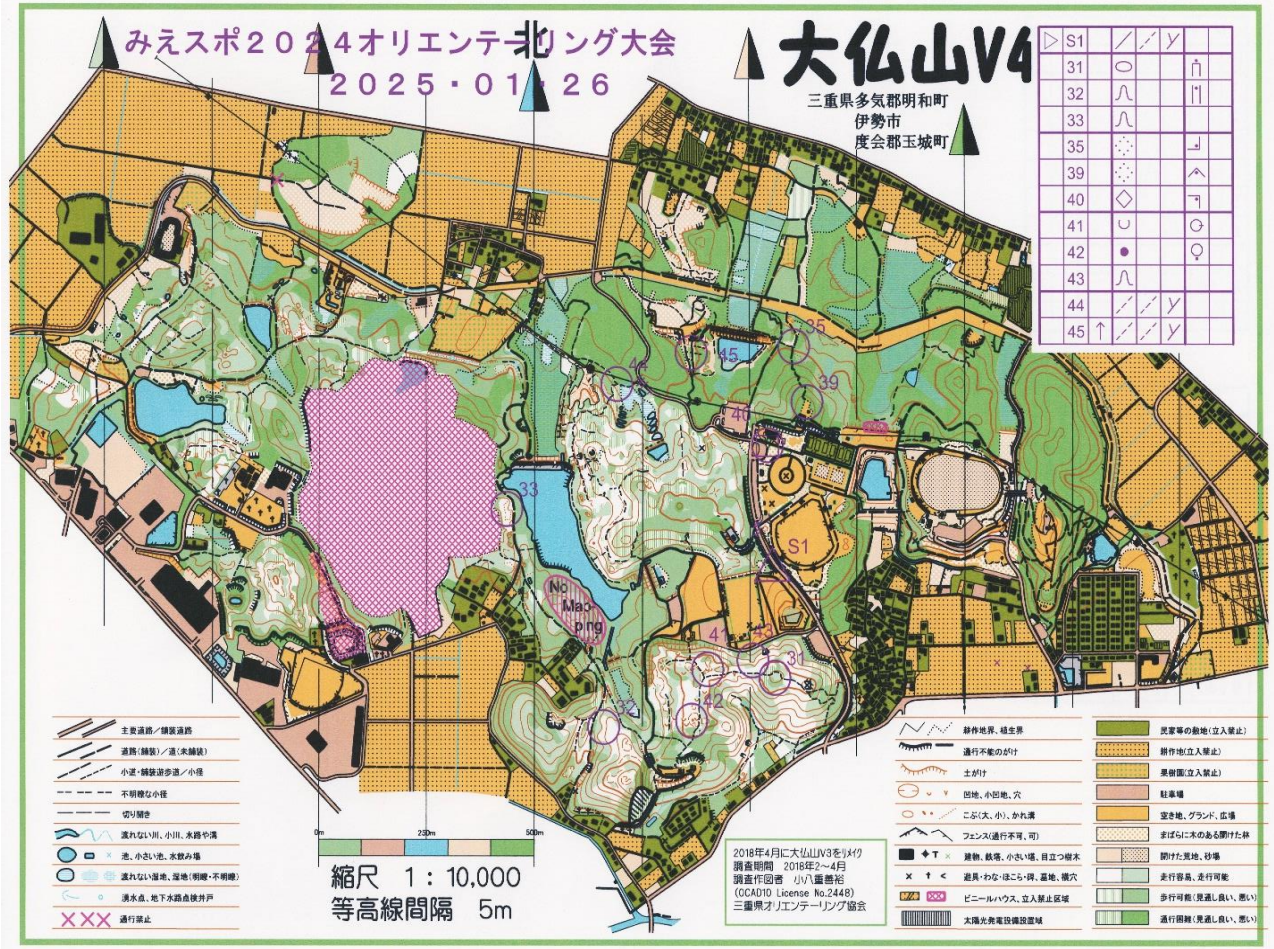 みえスポ2024オリエンテーリング大会
2025・01・26
北
大仏山V4
三重県多気郡明和町
伊勢市
度会郡玉城町
S1
31
32
33
35
39
40
41
42
43
44
45
35
45
39
40
33
S1
No
Map-
ping
41
43
42
32
主要道路/舗装道路
道路(舗装)/道(未舗装)
小道・舗装遊歩道/小径
不明瞭な小径
切り開き
渡れない川、小川、水路や溝
池、小さい池、水飲み場
渡れない湿地、湿地(明瞭・不明瞭)
湧水点、地下水路点検井戸
通行禁止
0m 250m 500m
縮尺 1:10,000
等高線間隔 5m
2018年4月に大仏山V3をリメイク
調査期間 2018年2~4月
調査作図者 小八重善裕
(OCAD10 License No.2448)
三重県オリエンテーリング協会
耕作地界、植生界
通行不能のがけ
土がけ
凹地、小凹地、穴
こぶ(大、小)、かれ溝
フェンス(通行不可、可)
建物、鉄塔、小さい塔、目立つ樹木
遊具・わな・ほこら・碑、墓地、横穴
ビニールハウス、立入禁止区域
太陽光発電設備設置域
民家等の敷地(立入禁止)
耕作地(立入禁止)
果樹園(立入禁止)
駐車場
空き地、グランド、広場
まばらに木のある開けた林
開けた荒地、砂場
走行容易、走行可能
歩行可能(見通し良い、悪い)
通行困難(見通し良い、悪い)